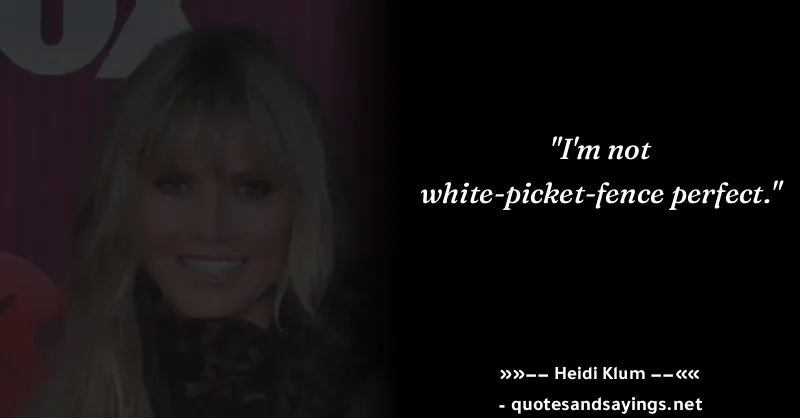 "I'm not
white-picket-fence perfect."
»»-- Heidi Klum --««
- quotesandsayings.net